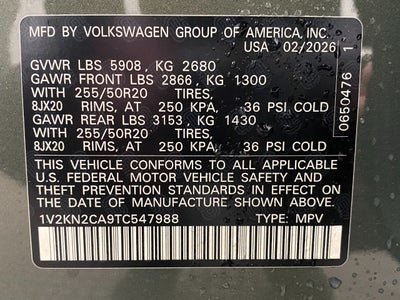 MFD BY VOLKSWAGEN GROUP OF AMERICA, INC.
USA 02/2026
GVWR LBS 5908, KG 2680
GAWR FRONT LBS 2866, KG 1300
WITH 255/50R20 TIRES,
8JX20 RIMS, AT 250 KPA, 36 PSI COLD
GAWR REAR LBS 3153, KG 1430
WITH 255/50R20 TIRES,
8JX20 RIMS, AT 250 KPA, 36 PSI COLD
THIS VEHICLE CONFORMS TO ALL APPLICABLE
U.S. FEDERAL MOTOR VEHICLE SAFETY AND
THEFT PREVENTION STANDARDS IN EFFECT ON
THE DATE OF MANUFACTURE SHOWN ABOVE.
1V2KN2CA9TC547988 TYPE: MPV
0650476 1